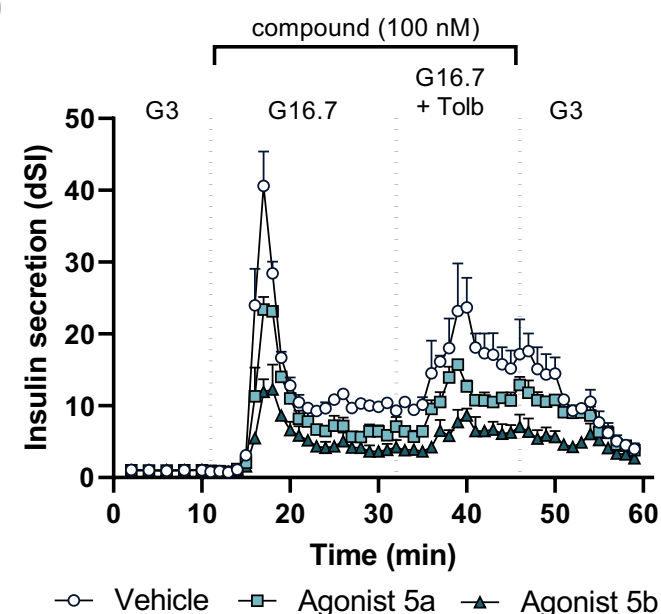 )
compound (100 nM)
G16.7
+ Tolb
G3
G16.7
G3
Insulin secretion (dSI)
50
40
30
20
10
0
0 10 20 30 40 50 60
Time (min)
Vehicle Agonist 5a Agonist 5b